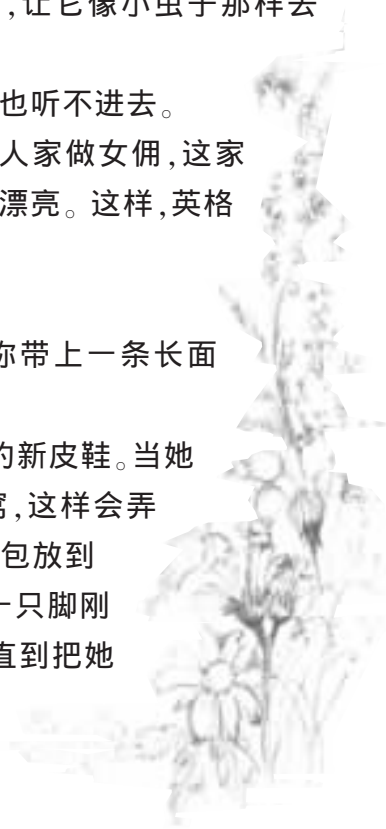 ,让它像小虫子那样去
也听不进去。
人家做女佣,这家
漂亮。这样,英格
你带上一条长面
的新皮鞋。当她
窝,这样会弄
包放到
一只脚刚
直到把她